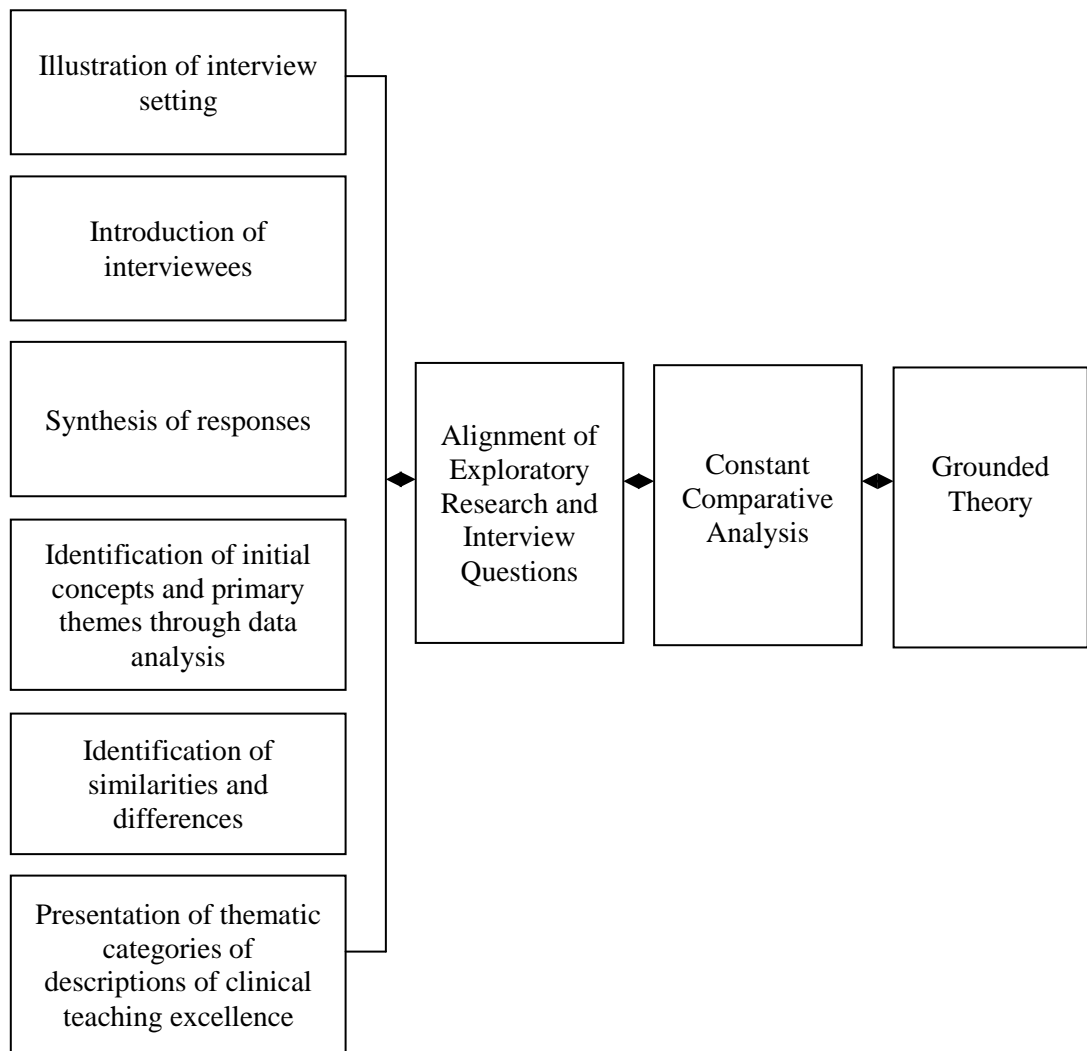 Illustration of interview
setting
Introduction of
interviewees
Synthesis of responses
Identification of initial
concepts and primary
themes through data
analysis
Identification of
similarities and
differences
Presentation of thematic
categories of
descriptions of clinical
teaching excellence
Alignment of
Exploratory
Research and
Interview
Questions
Constant
Comparative
Analysis
Grounded
Theory